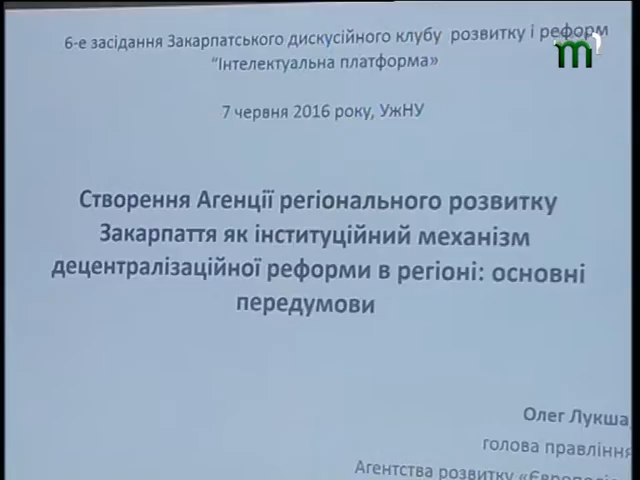 6-е засідання Закарпатського дискусійного клубу розвитку і реформ
“Інтелектуальна платформа»
7 червня 2016 року, УжНУ
Створення Агенції регіонального розвитку
Закарпаття як інституційний механізм
децентралізаційної реформи в регіоні: основні
передумови
Олег Лукша,
голова правління
Агентства розвитку